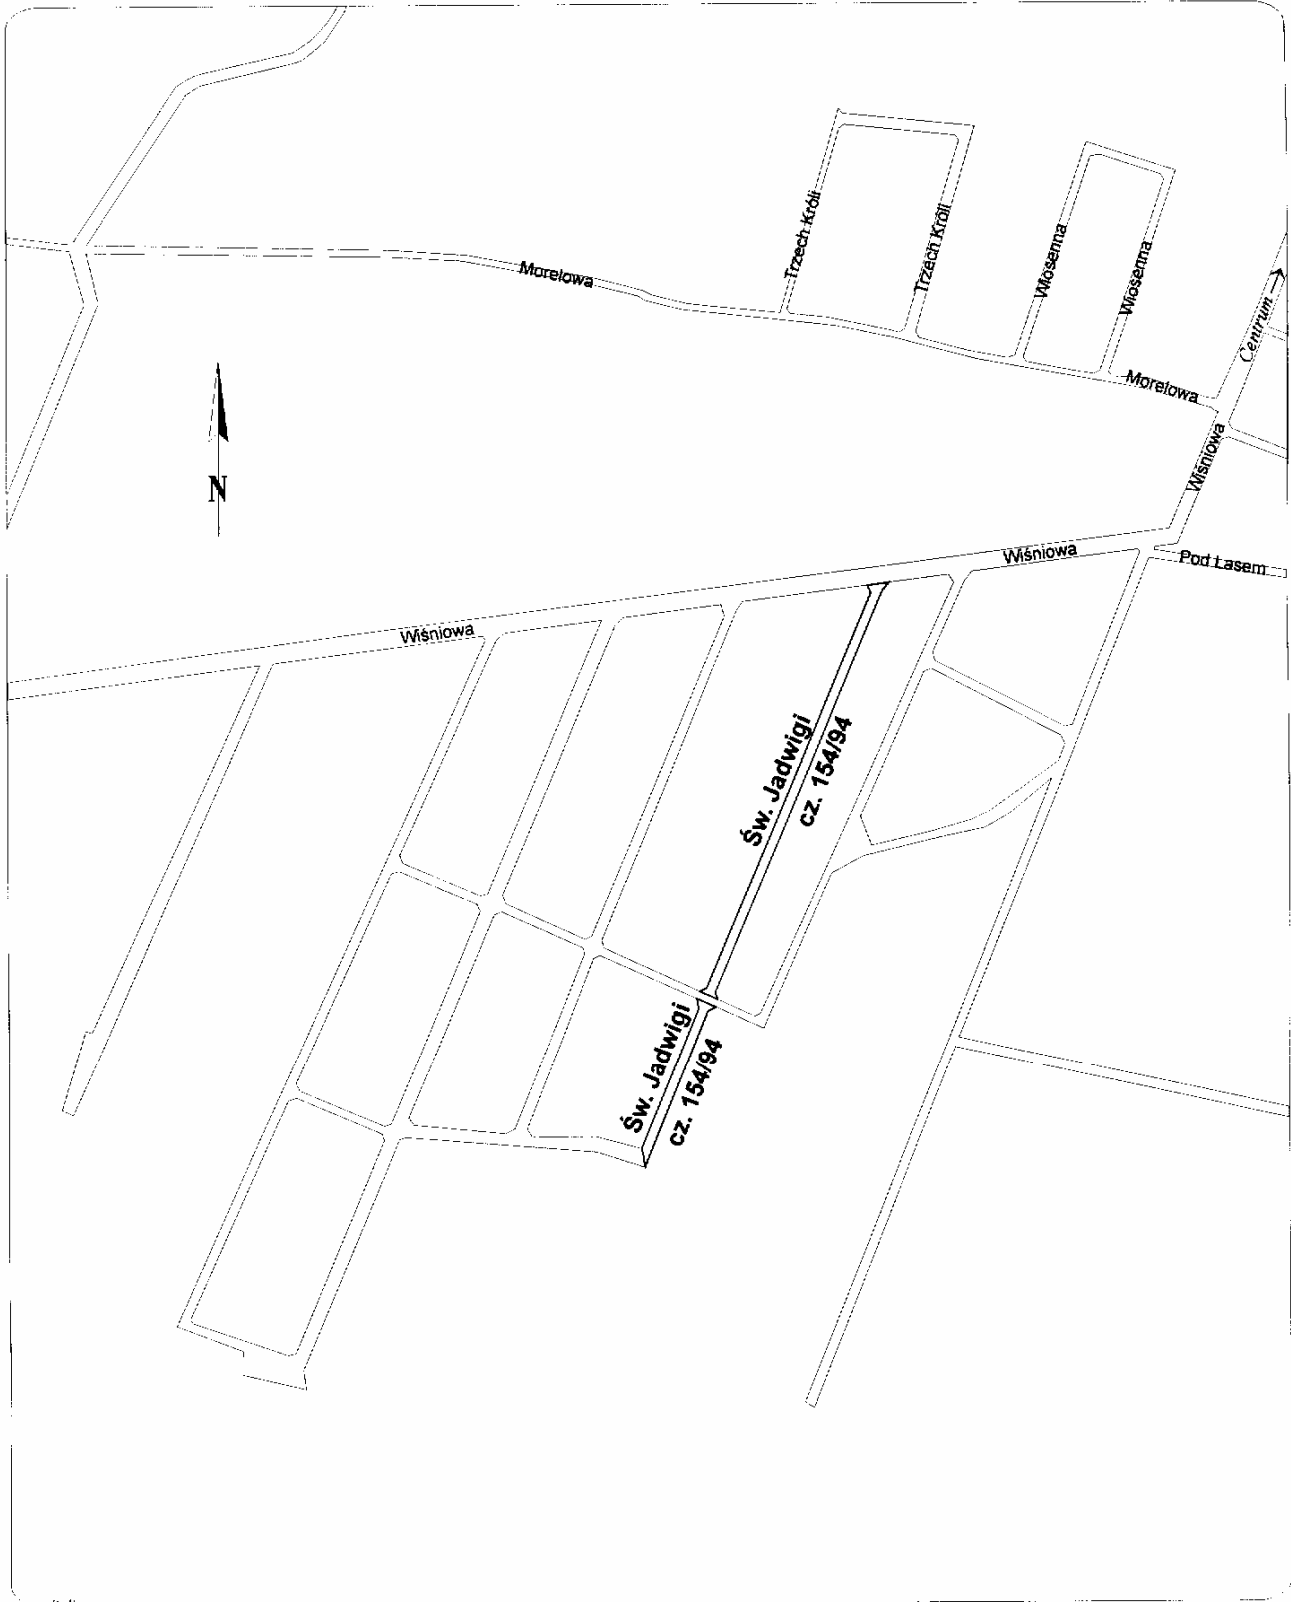 Trzech Króli
Trzech Króli
Wiosenna
Wiosenna
Morelowa
Centrum
Morelowa
Wiśniowa
N
Wiśniowa
Pod Lasem
Wiśniowa
Św. Jadwigi
cz. 154/94
Św. Jadwigi
cz. 154/94